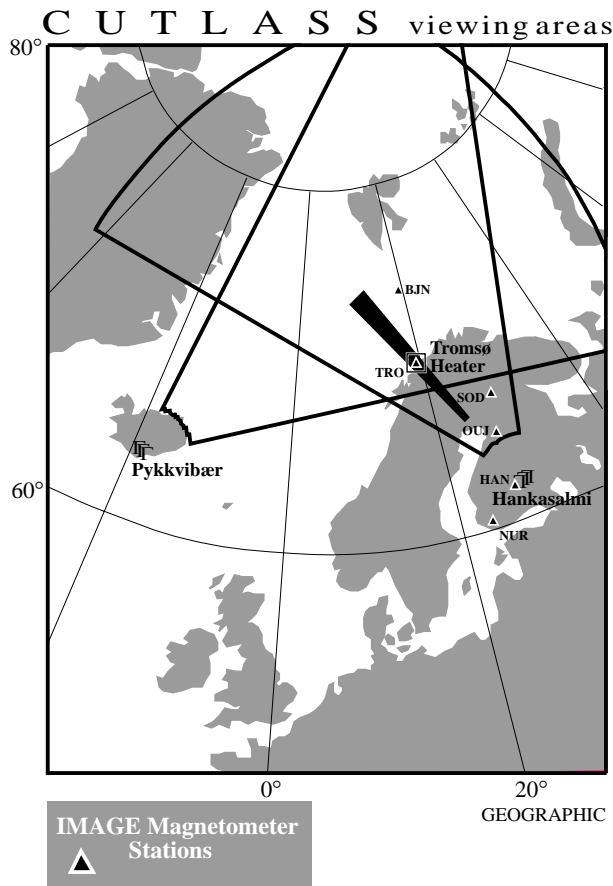 C U T L A S S viewing areas
80°
BJN
Tromsø
Heater
TRO
SOD
OUJ
Pykkvibær
HAN
Hankasalmi
60°
NUR
0°
20°
GEOGRAPHIC
IMAGE Magnetometer
Stations